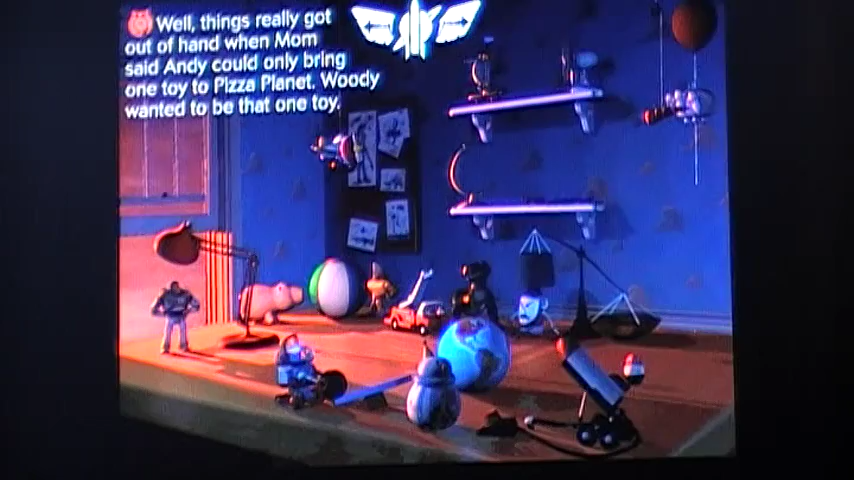 Well, things really got
out of hand when Mom
said Andy could only bring
one toy to Pizza Planet. Woody
wanted to be that one toy.